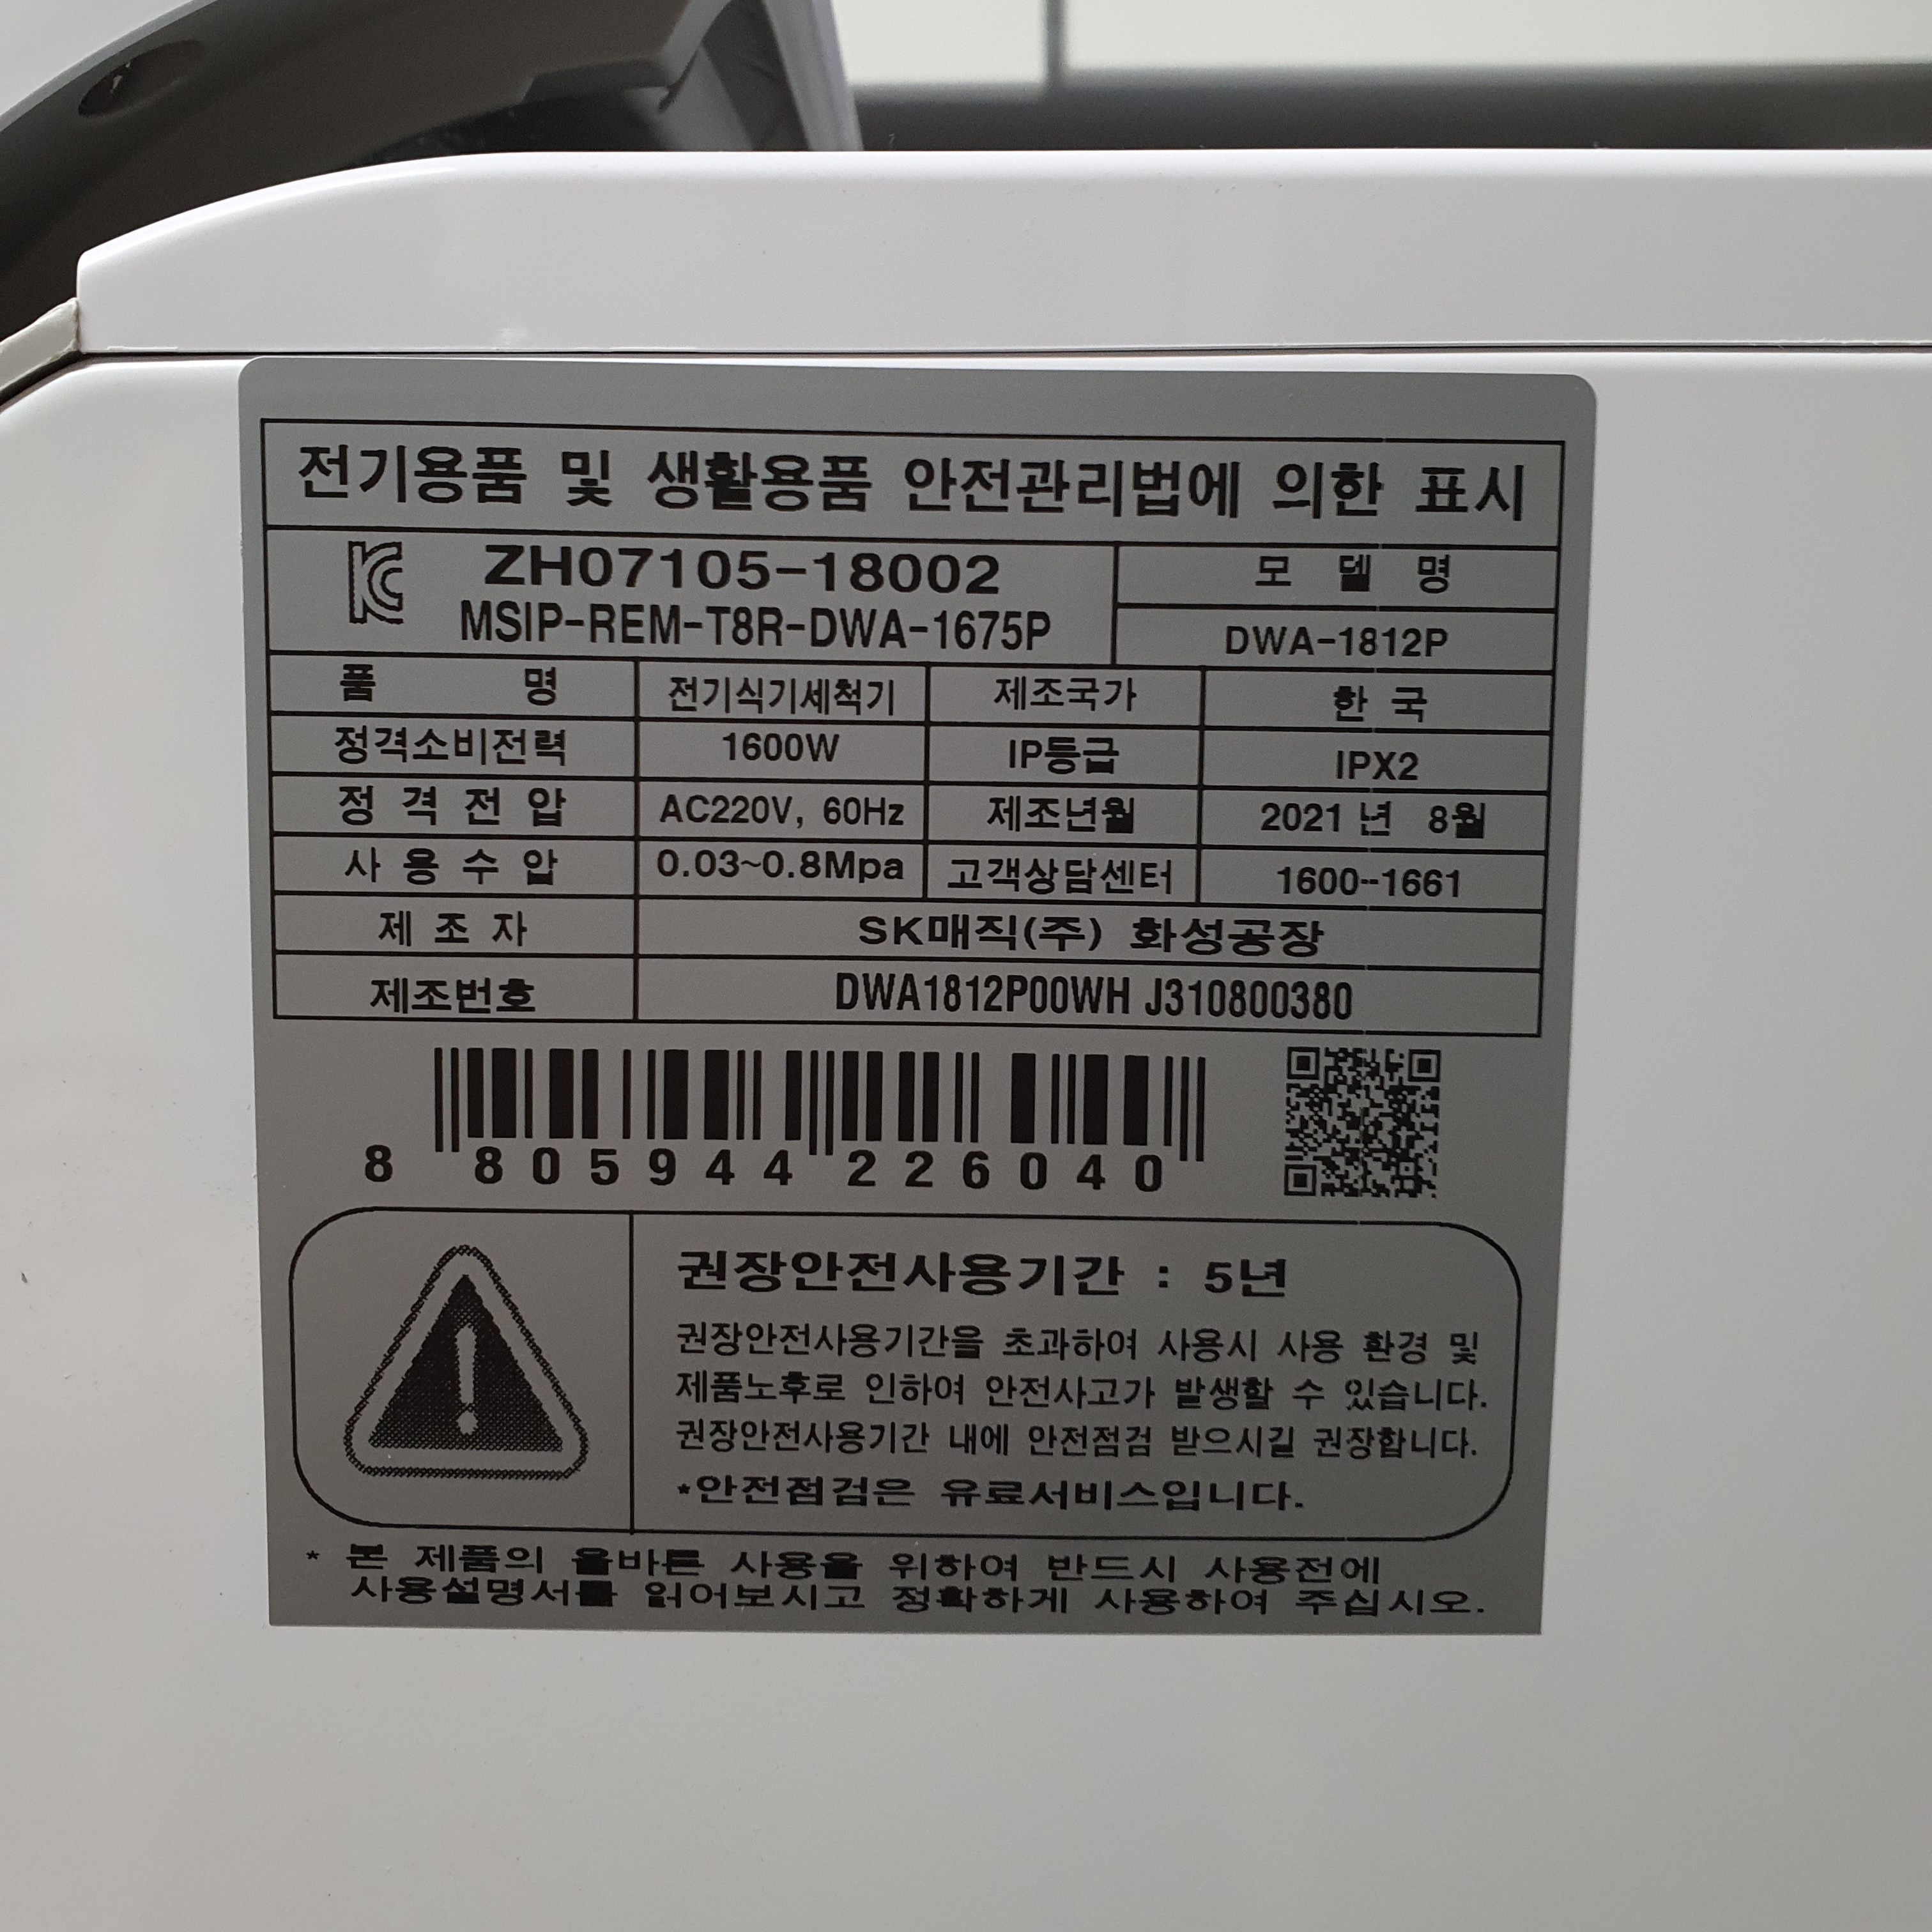 전기용품 및 생활용품 안전관리법에 의한 표시
ZH07105-18002
MSIP-REM-T8R-DWA-1675P
모 델 명
DWA-1812P
품 명 전기식기세척기 제조국가 한 국
정격소비전력 1600W IP등급 IPX2
정 격 전 압 AC220V, 60Hz 제조년월 2021 년 8월
사 용 수 압 0.03~0.8Mpa 고객상담센터 1600-1661
제 조 자 SK매직(주) 화성공장
제조번호 DWA1812P00WH J310800380
8 805944 226040
권장안전사용기간 : 5년
권장안전사용기간을 초과하여 사용시 사용 환경 및
제품노후로 인하여 안전사고가 발생할 수 있습니다.
권장안전사용기간 내에 안전점검 받으시길 권장합니다.
*안전점검은 유료서비스입니다.
* 본 제품의 올바른 사용을 위하여 반드시 사용전에
사용설명서를 읽어보시고 정확하게 사용하여 주십시오.